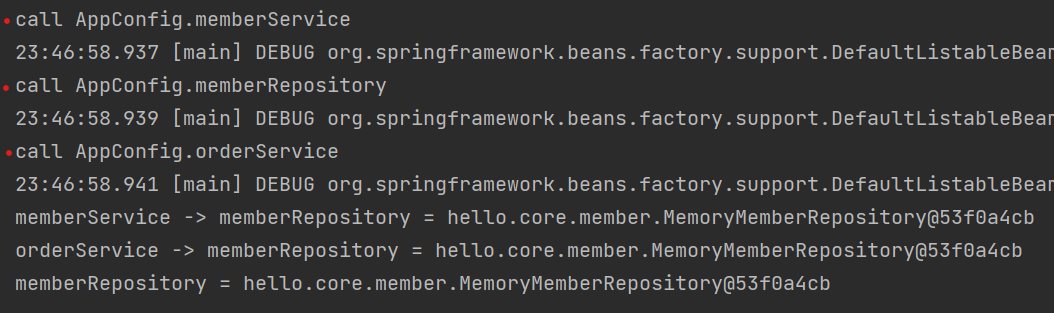 call AppConfig.memberService
23:46:58.937 [main] DEBUG org.springframework.beans.factory.support.DefaultListableBean
call AppConfig.memberRepository
23:46:58.939 [main] DEBUG org.springframework.beans.factory.support.DefaultListableBean
call AppConfig.orderService
23:46:58.941 [main] DEBUG org.springframework.beans.factory.support.DefaultListableBean
memberService -> memberRepository = hello.core.member.MemoryMemberRepository@53f0a4cb
orderService -> memberRepository = hello.core.member.MemoryMemberRepository@53f0a4cb
memberRepository = hello.core.member.MemoryMemberRepository@53f0a4cb